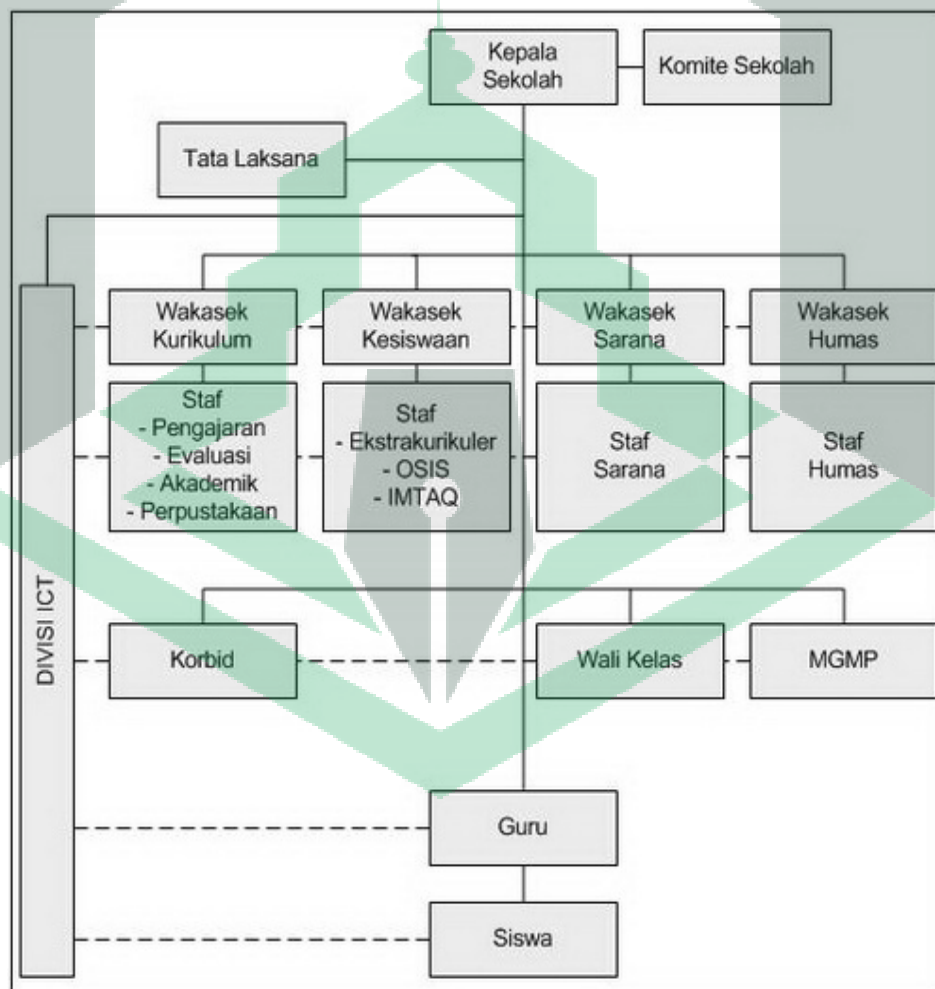 Kepala
Sekolah
Komite Sekolah
Tata Laksana
Wakasek
Kurikulum
Wakasek
Kesiswaan
Wakasek
Sarana
Wakasek
Humas
Staf
- Pengajaran
- Evaluasi
- Akademik
- Perpustakaan
Staf
- Ekstrakurikuler
- OSIS
- IMTAQ
Staf
Sarana
Staf
Humas
DIVISI ICT
Korbid
Wali Kelas
MGMP
Guru
Siswa